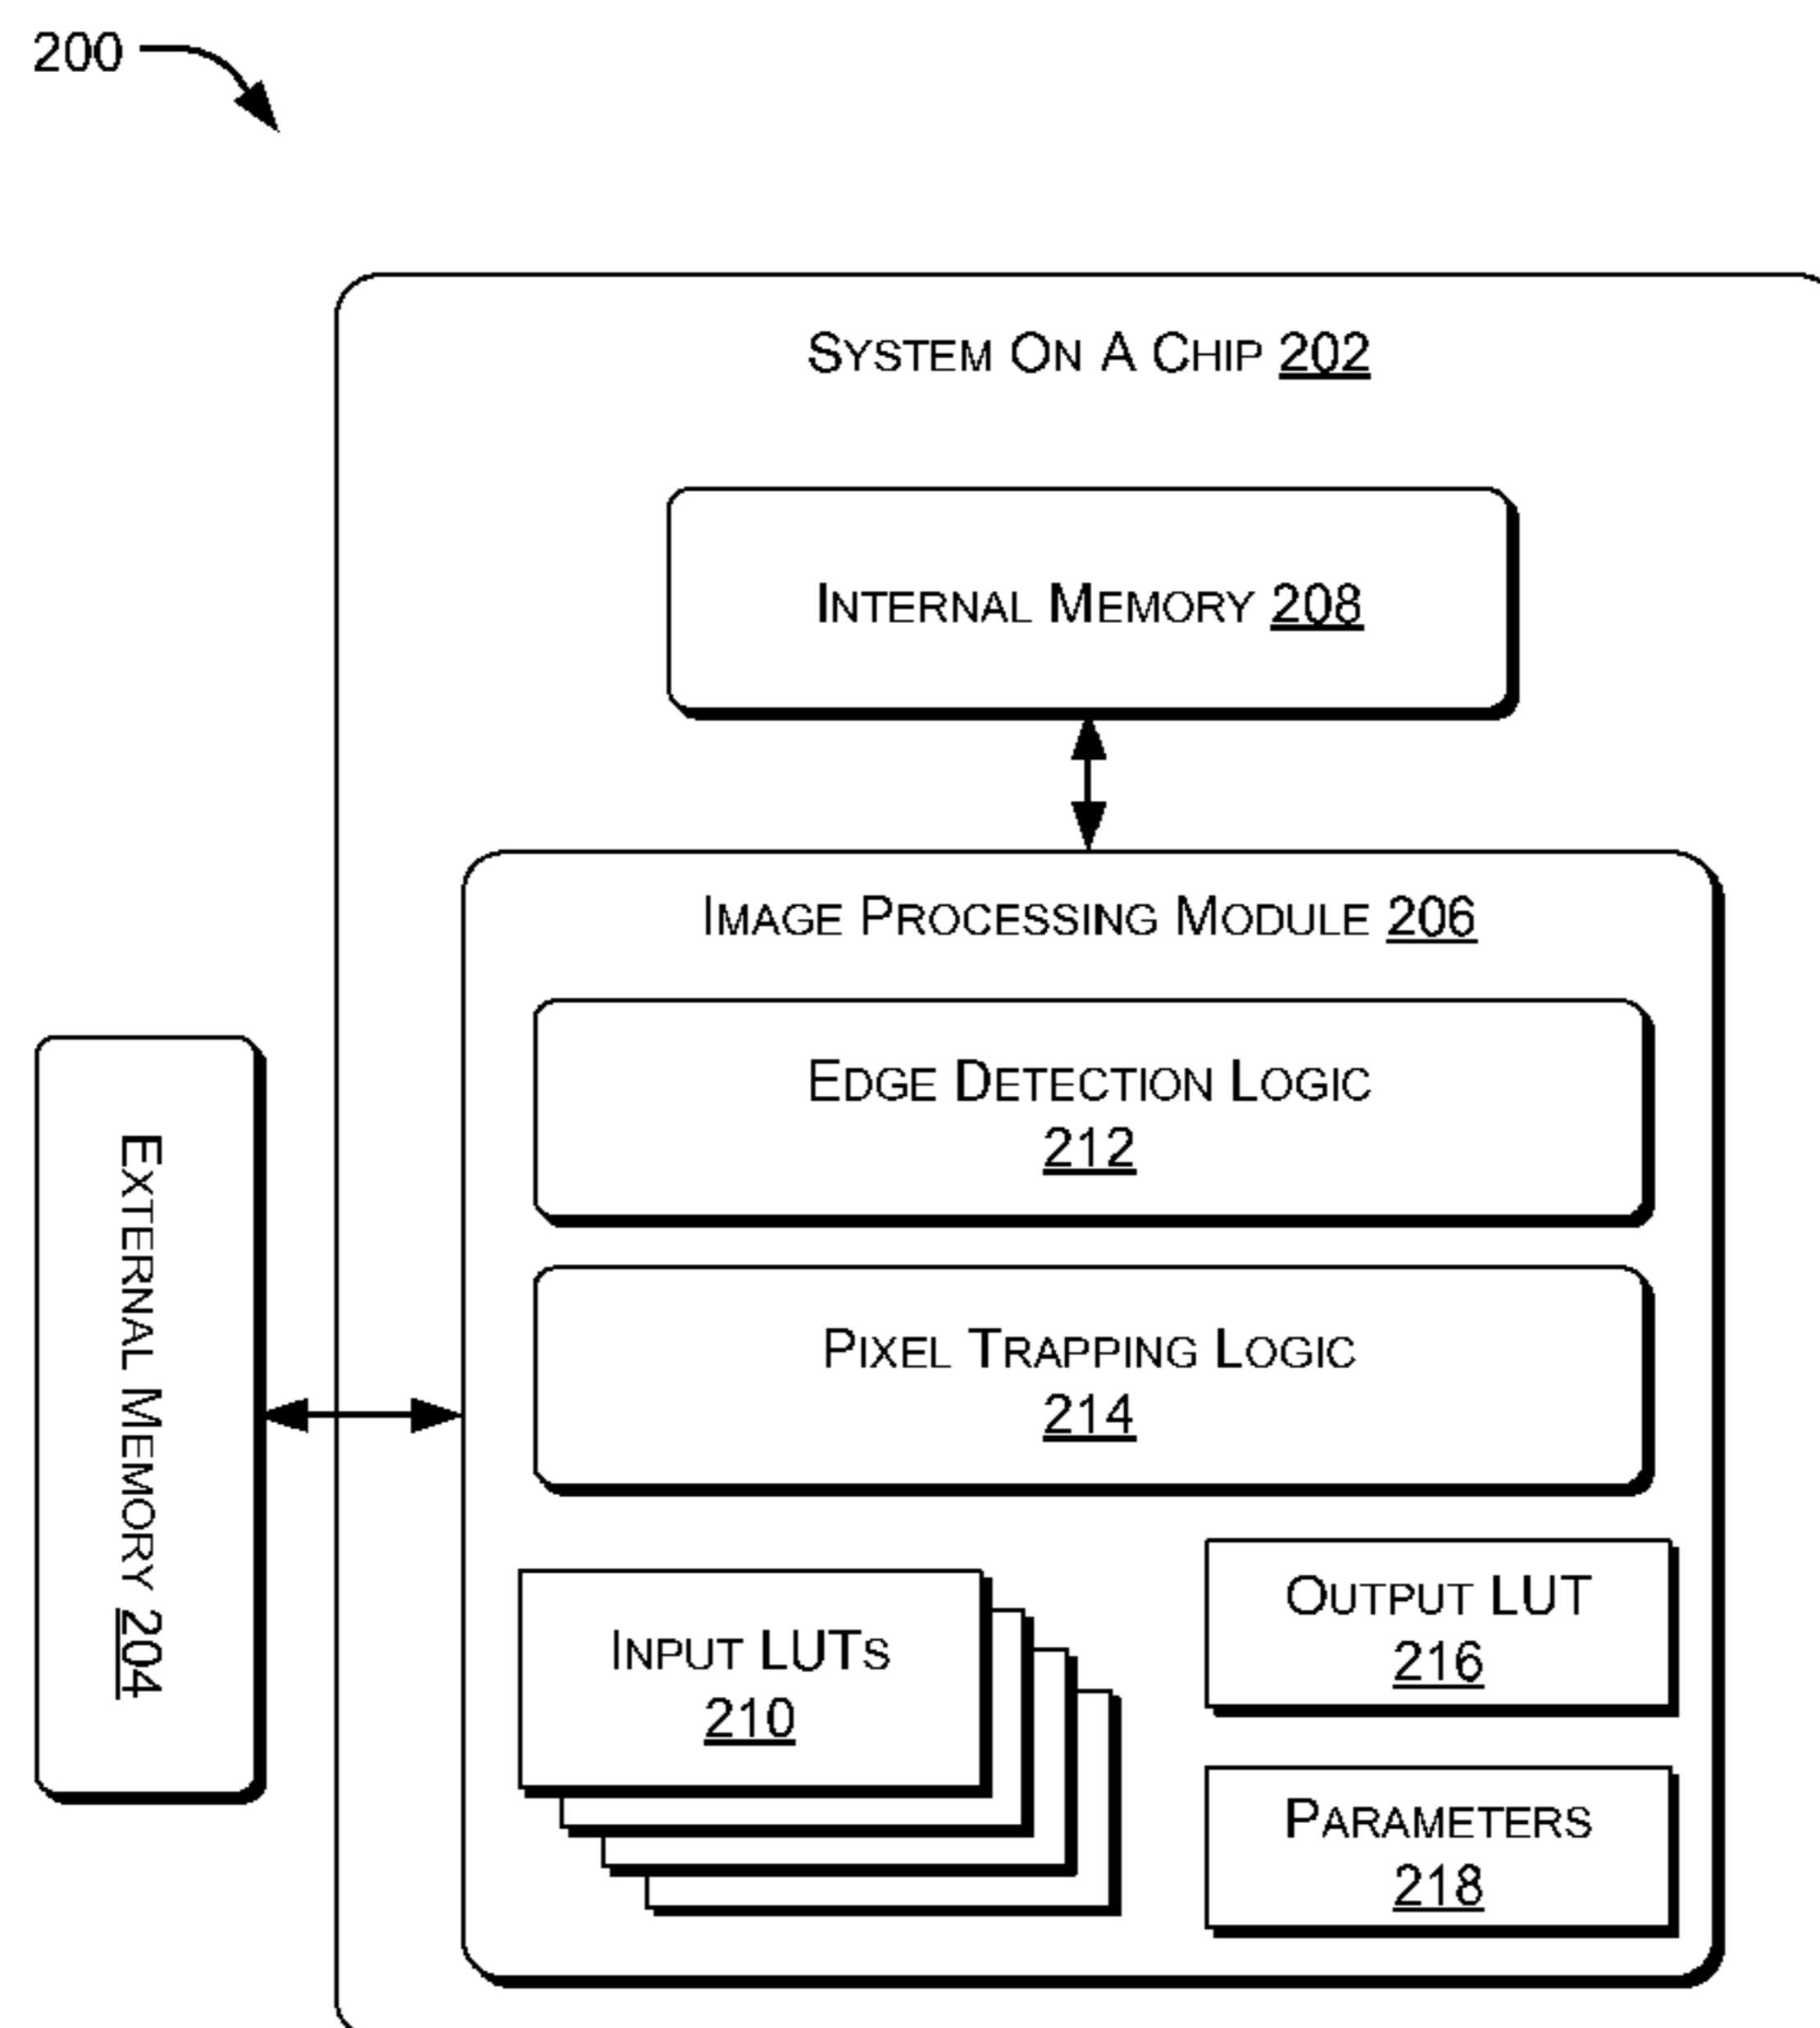 200
SYSTEM ON A CHIP 202
INTERNAL MEMORY 208
IMAGE PROCESSING MODULE 206
EDGE DETECTION LOGIC
212
PIXEL TRAPPING LOGIC
214
EXTERNAL MEMORY 204
INPUT LUTS
210
OUTPUT LUT
216
PARAMETERS
218